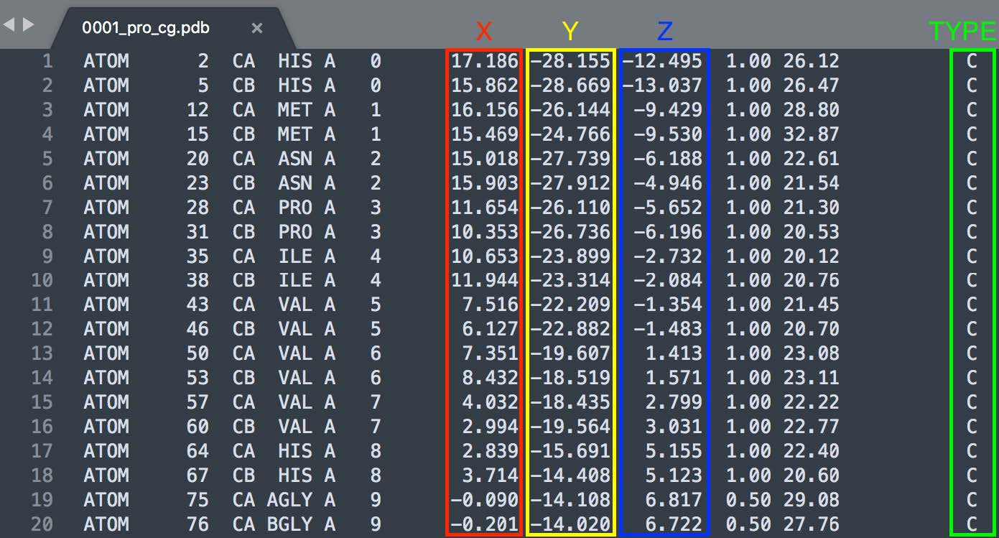 0001_pro_cg.pdb × X Y Z TYPE
1 ATOM 2 CA HIS A 0 17.186 -28.155 -12.495 1.00 26.12 C
2 ATOM 5 CB HIS A 0 15.862 -28.669 -13.037 1.00 26.47 C
3 ATOM 12 CA MET A 1 16.156 -26.144 -9.429 1.00 28.80 C
4 ATOM 15 CB MET A 1 15.469 -24.766 -9.530 1.00 32.87 C
5 ATOM 20 CA ASN A 2 15.018 -27.739 -6.188 1.00 22.61 C
6 ATOM 23 CB ASN A 2 15.903 -27.912 -4.946 1.00 21.54 C
7 ATOM 28 CA PRO A 3 11.654 -26.110 -5.652 1.00 21.30 C
8 ATOM 31 CB PRO A 3 10.353 -26.736 -6.196 1.00 20.53 C
9 ATOM 35 CA ILE A 4 10.653 -23.899 -2.732 1.00 20.12 C
10 ATOM 38 CB ILE A 4 11.944 -23.314 -2.084 1.00 20.76 C
11 ATOM 43 CA VAL A 5 7.516 -22.209 -1.354 1.00 21.45 C
12 ATOM 46 CB VAL A 5 6.127 -22.882 -1.483 1.00 20.70 C
13 ATOM 50 CA VAL A 6 7.351 -19.607 1.413 1.00 23.08 C
14 ATOM 53 CB VAL A 6 8.432 -18.519 1.571 1.00 23.11 C
15 ATOM 57 CA VAL A 7 4.032 -18.435 2.799 1.00 22.22 C
16 ATOM 60 CB VAL A 7 2.994 -19.564 3.031 1.00 22.77 C
17 ATOM 64 CA HIS A 8 2.839 -15.691 5.155 1.00 22.40 C
18 ATOM 67 CB HIS A 8 3.714 -14.408 5.123 1.00 20.60 C
19 ATOM 75 CA AGLY A 9 -0.090 -14.108 6.817 0.50 29.08 C
20 ATOM 76 CA BGLY A 9 -0.201 -14.020 6.722 0.50 27.76 C